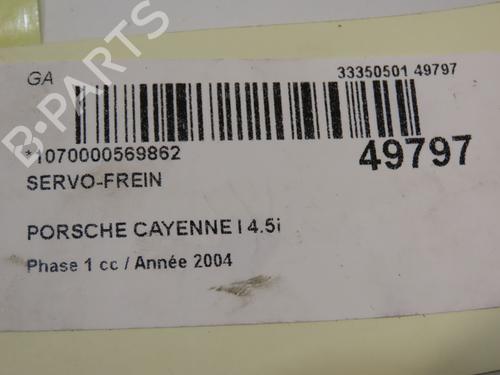 GA
33350501 49797
*1070000569862
49797
SERVO-FREIN
PORSCHE CAYENNE I 4.5i
Phase 1 cc / Année 2004
B-PARTS